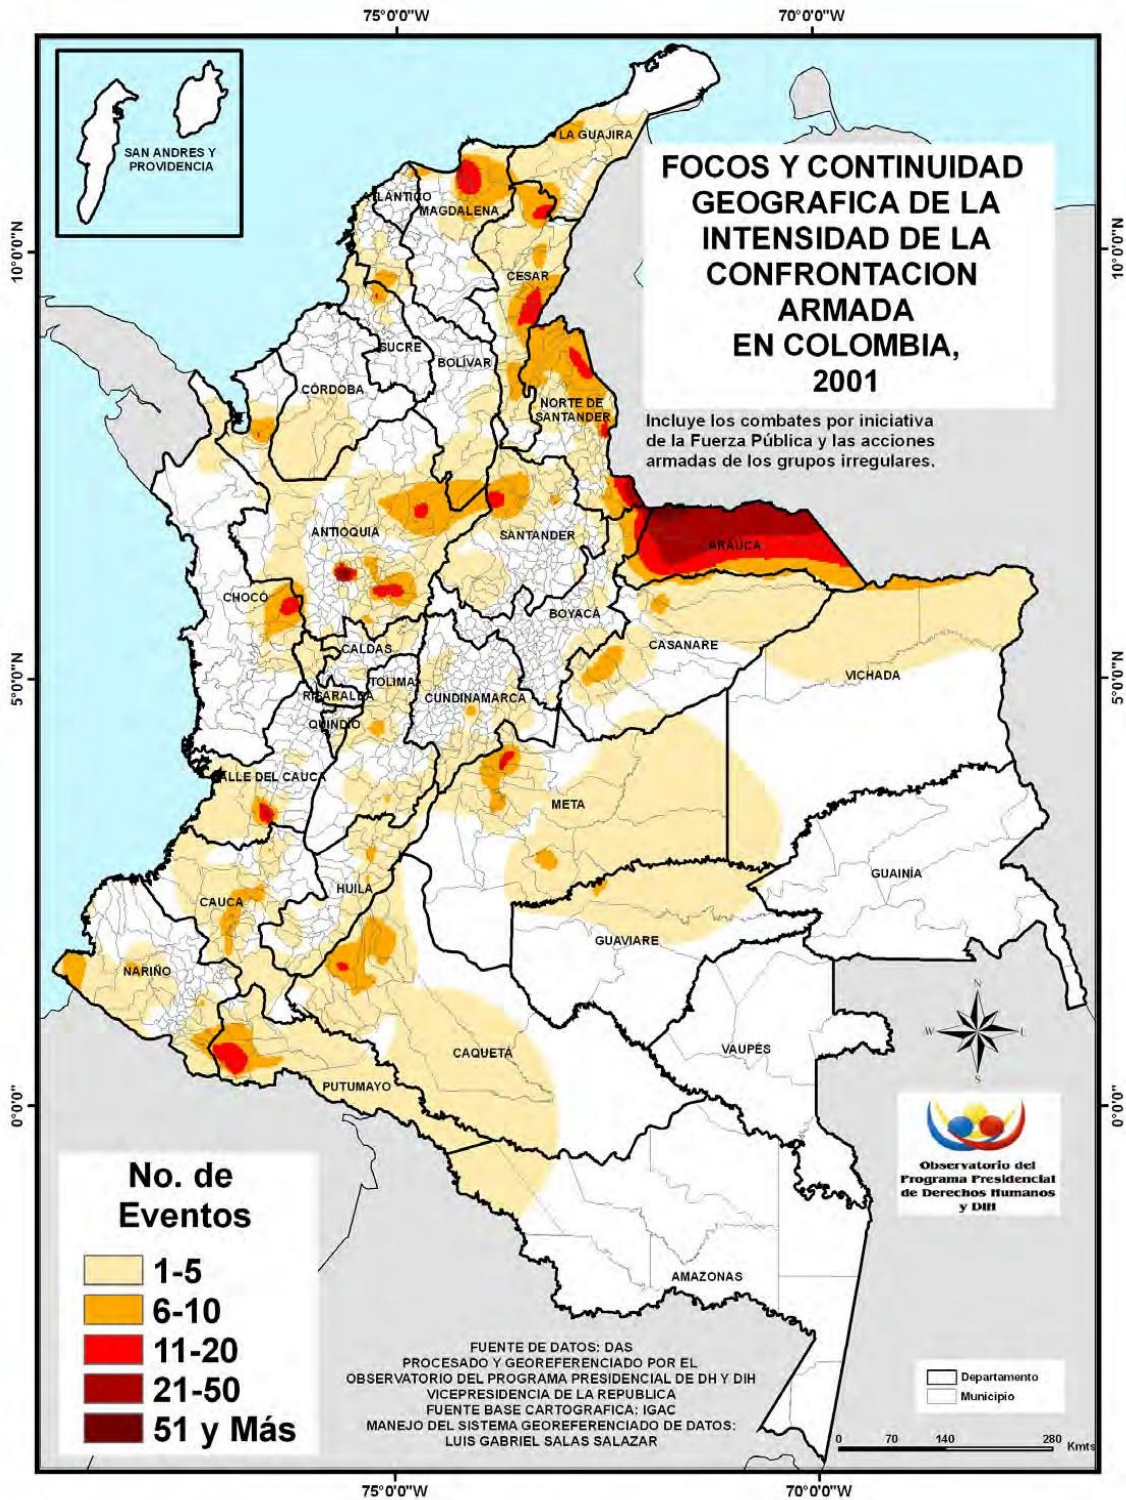 75°0'0"W
70°0'0"W
SAN ANDRES Y
PROVIDENCIA
FOCOS Y CONTINUIDAD
GEOGRAFICA DE LA
INTENSIDAD DE LA
CONFRONTACION
ARMADA
EN COLOMBIA,
2001
Incluye los combates por iniciativa
de la Fuerza Pública y las acciones
armadas de los grupos irregulares.
10°0'0"N
10°0'0"N
5°0'0"N
5°0'0"N
0°0'0"
0°0'0"
LA GUAJIRA
ATLÁNTICO
MAGDALENA
CESAR
SUCRE
BOLÍVAR
CÓRDOBA
NORTE DE
SANTANDER
ANTIOQUIA
SANTANDER
ARAUCA
CHOCÓ
BOYACÁ
CASANARE
CALDAS
VICHADA
TOLIMA
RISARALDA
CUNDINAMARCA
QUINDIO
VALLE DEL CAUCA
META
GUAINÍA
HUILA
CAUCA
GUAVIARE
NARIÑO
VAUPÉS
CAQUETÁ
PUTUMAYO
AMAZONAS
N
W
L
S
Observatorio del
Programa Presidencial
de Derechos Humanos
y DIH
No. de
Eventos
1-5
6-10
11-20
21-50
51 y Más
FUENTE DE DATOS: DAS
PROCESADO Y GEOREFERENCIADO POR EL
OBSERVATORIO DEL PROGRAMA PRESIDENCIAL DE DH Y DIH
VICEPRESIDENCIA DE LA REPUBLICA
FUENTE BASE CARTOGRAFICA: IGAC
MANEJO DEL SISTEMA GEOREFERENCIADO DE DATOS:
LUIS GABRIEL SALAS SALAZAR
Departamento
Municipio
0 70 140 280
Kmts
75°0'0"W
70°0'0"W